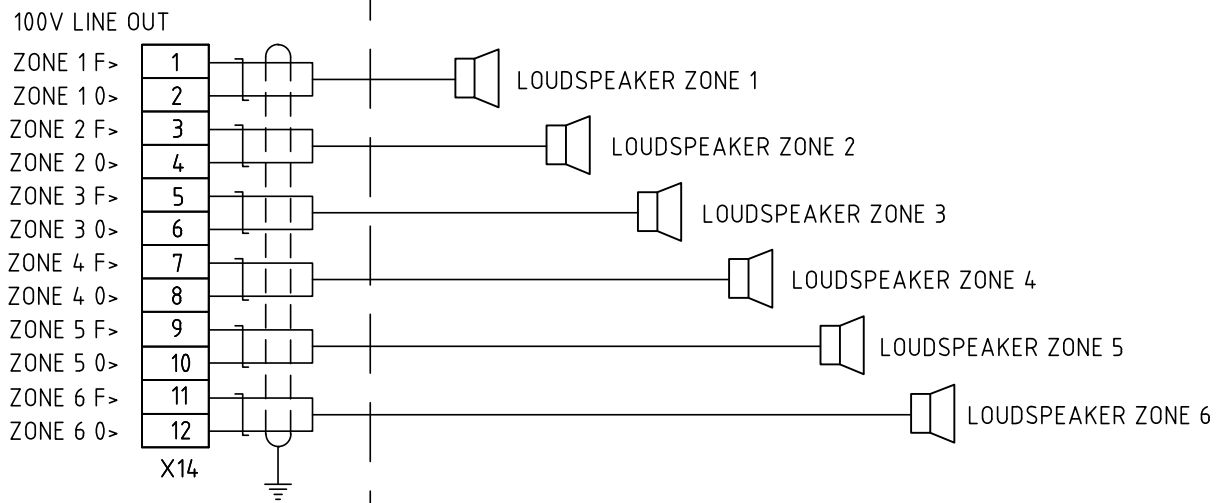 100V LINE OUT
ZONE 1 F> 1
ZONE 1 0> 2
LOUDSPEAKER ZONE 1
ZONE 2 F> 3
ZONE 2 0> 4
LOUDSPEAKER ZONE 2
ZONE 3 F> 5
ZONE 3 0> 6
LOUDSPEAKER ZONE 3
ZONE 4 F> 7
ZONE 4 0> 8
LOUDSPEAKER ZONE 4
ZONE 5 F> 9
ZONE 5 0> 10
LOUDSPEAKER ZONE 5
ZONE 6 F> 11
ZONE 6 0> 12
LOUDSPEAKER ZONE 6
X14